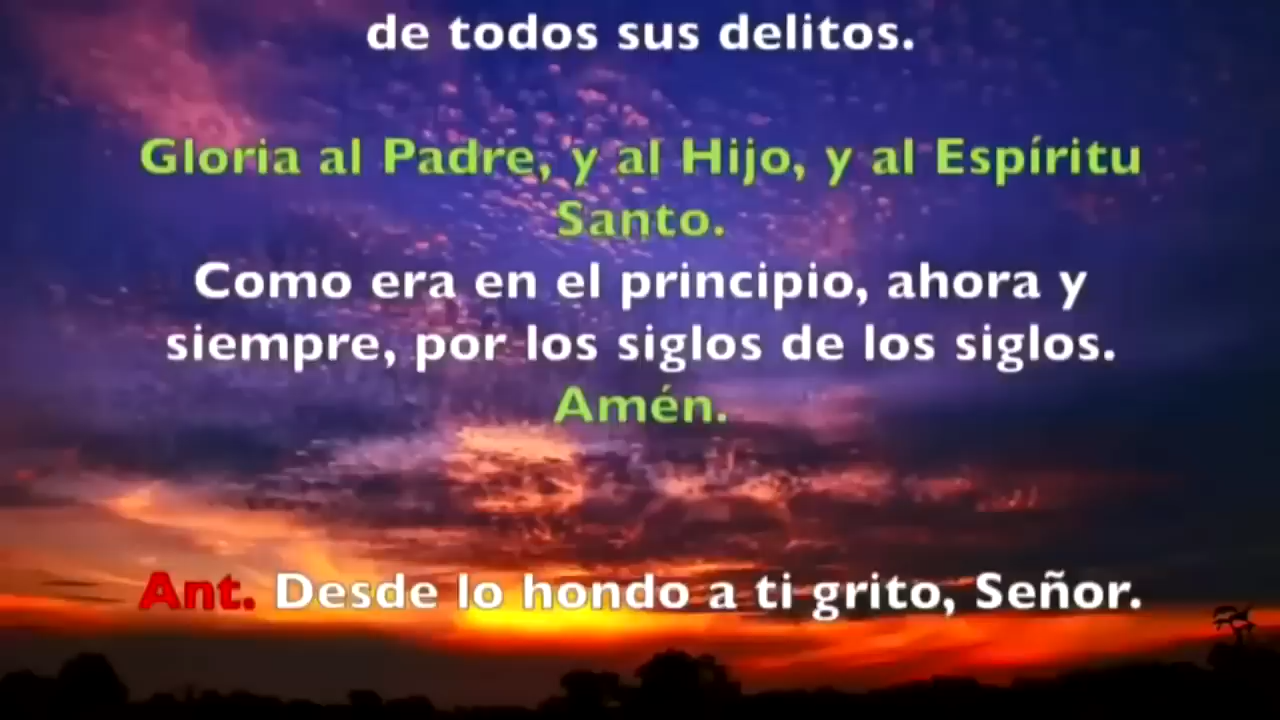 de todos sus delitos.
Gloria al Padre, y al Hijo, y al Espíritu
Santo.
Como era en el principio, ahora y
siempre, por los siglos de los siglos.
Amén.
Ant. Desde lo hondo a ti grito, Señor.